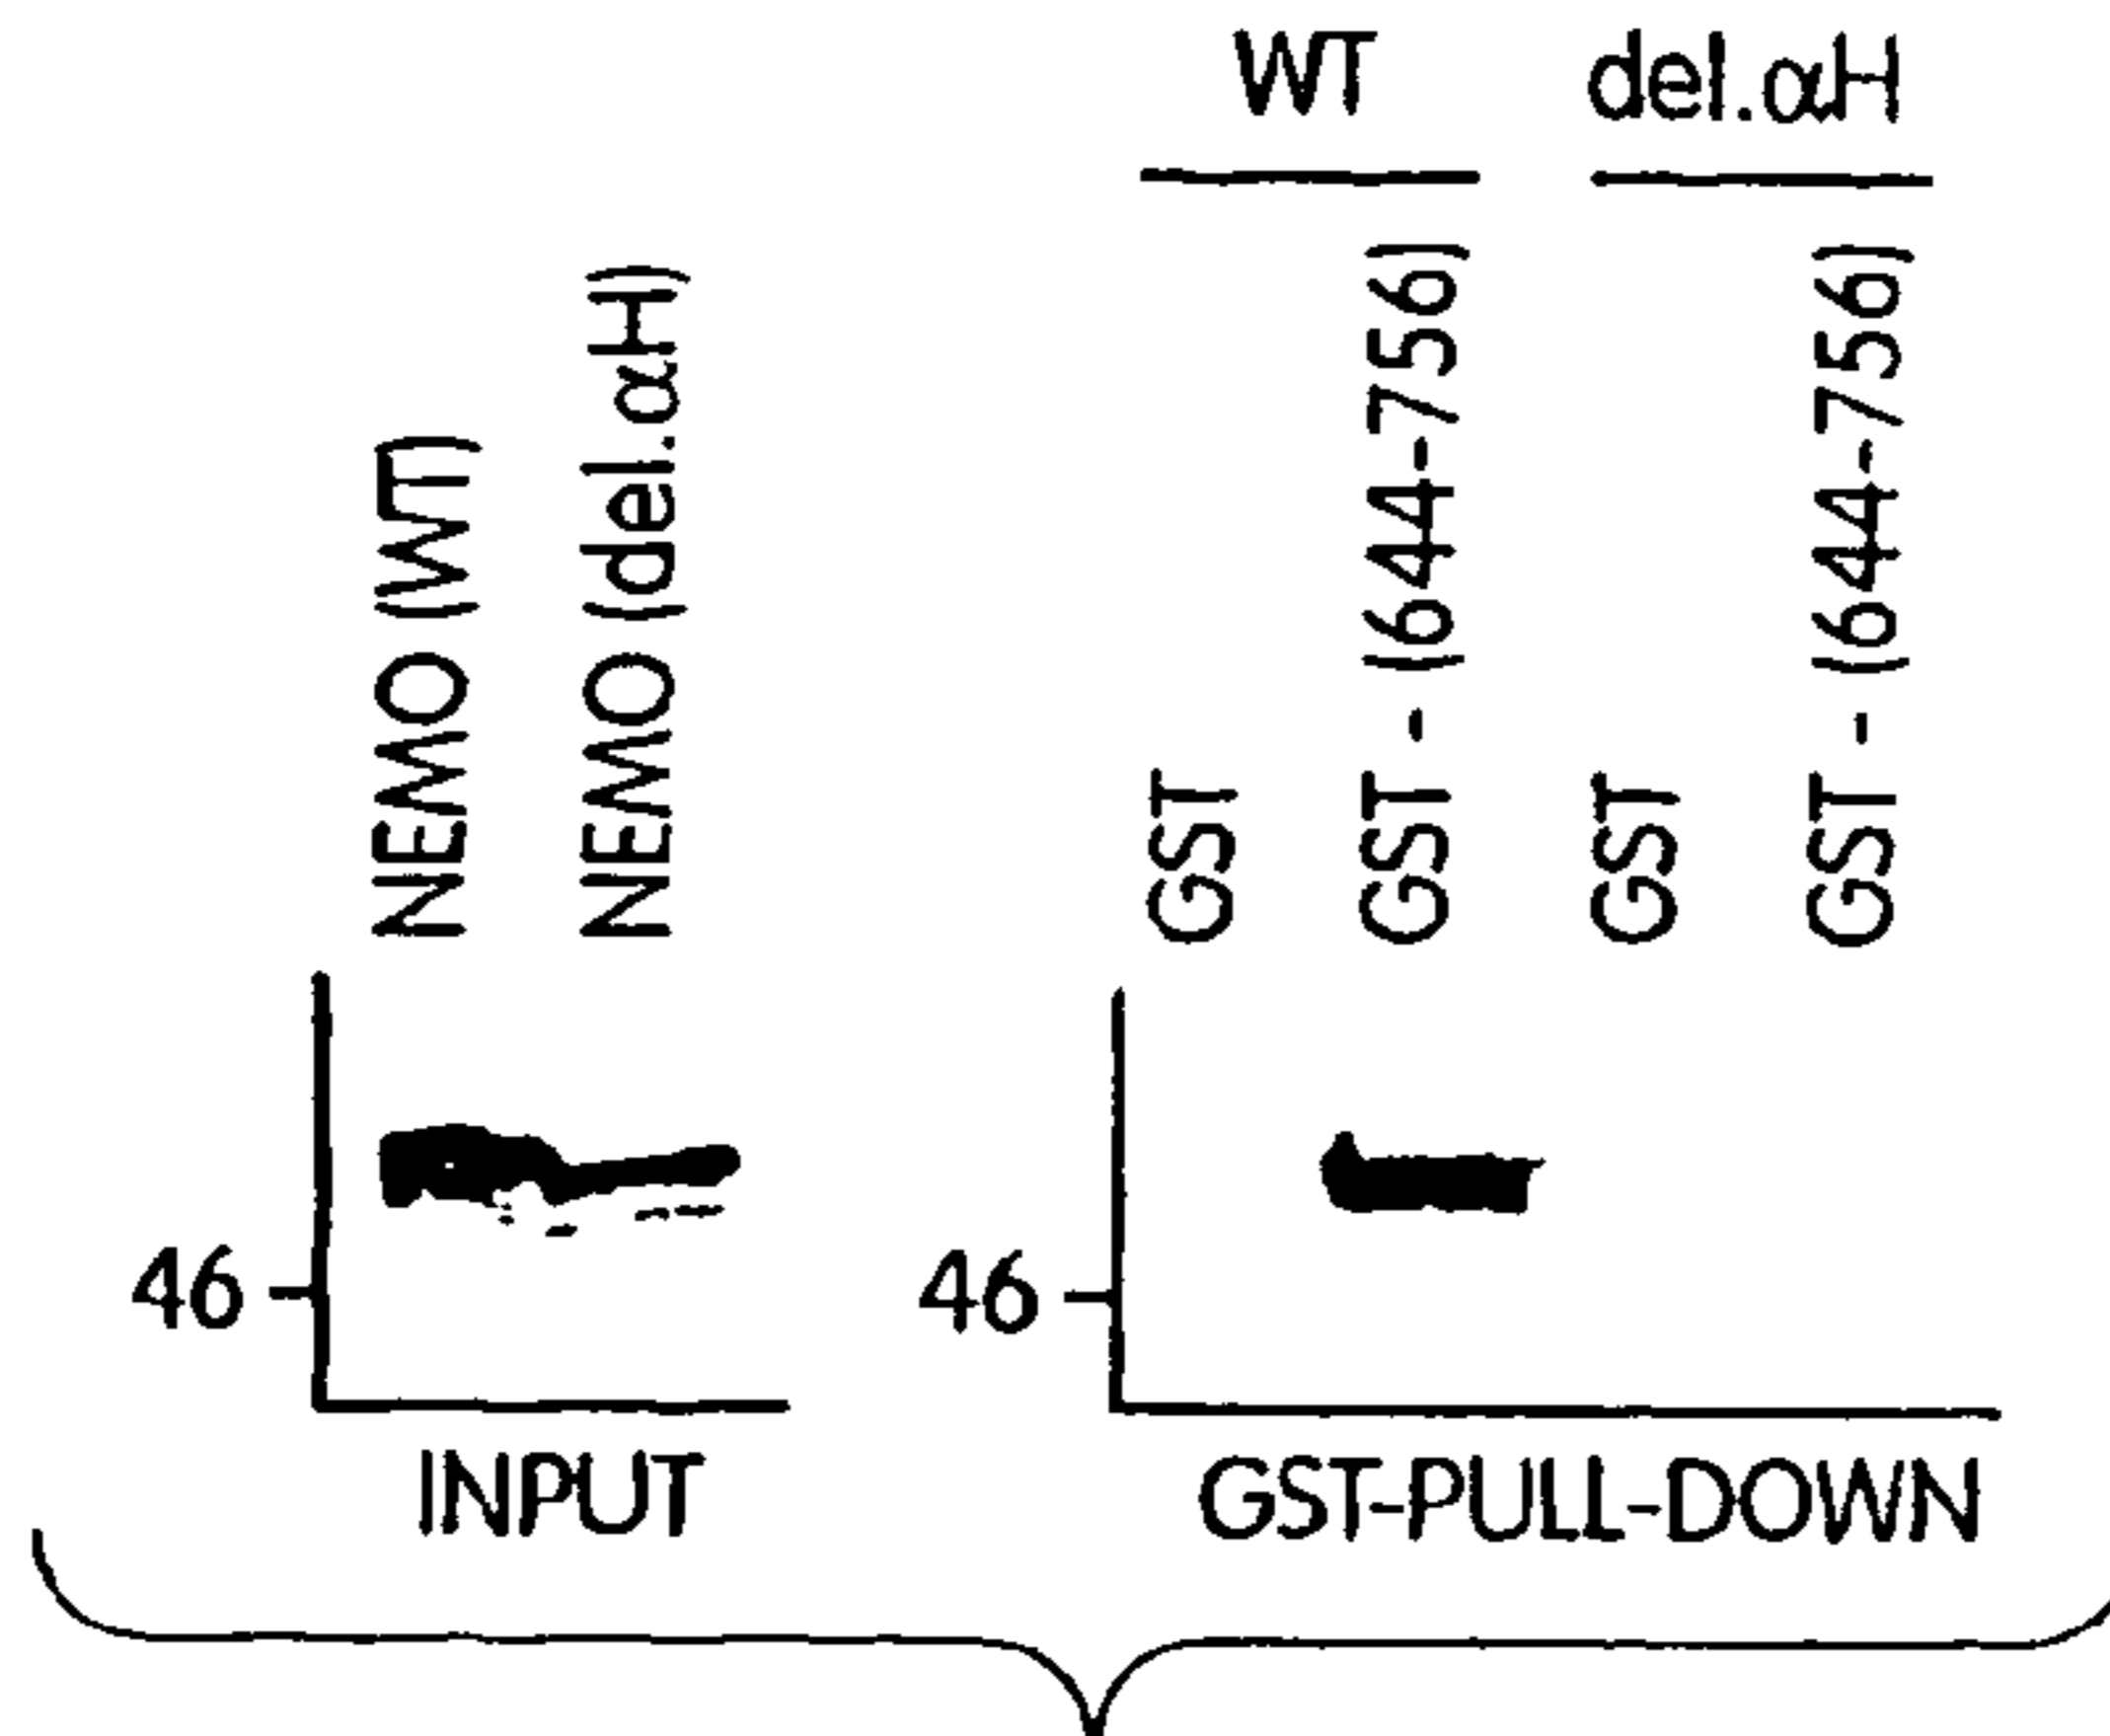 WT
del.αH
NEMO (WT)
NEMO (del.αH)
GST
GST - (644-756)
GST
GST - (644-756)
46
46
INPUT
GST-PULL-DOWN